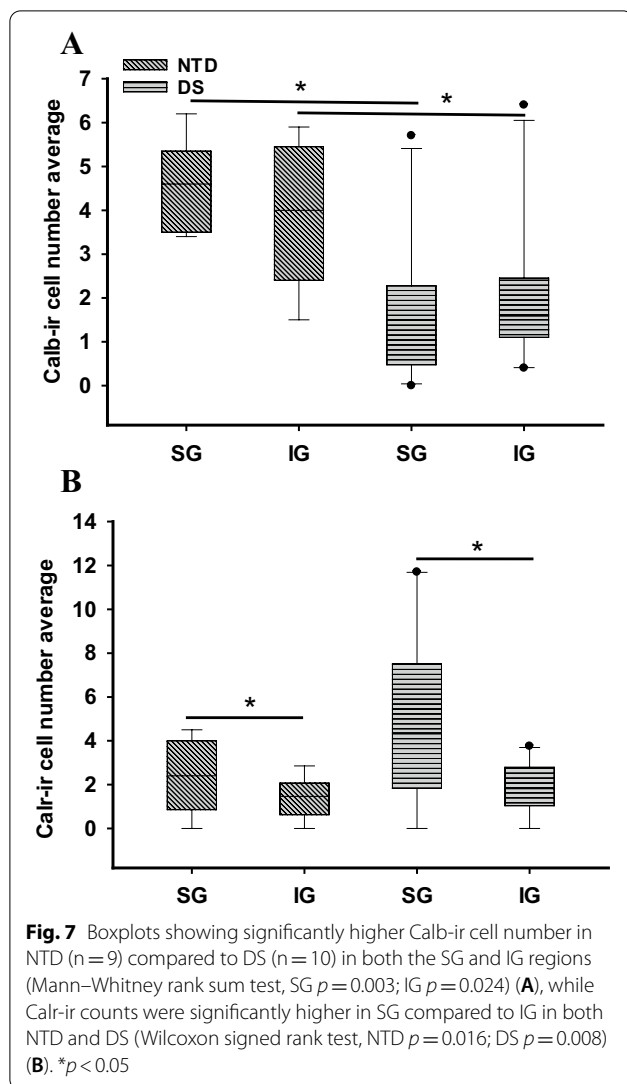 A
NTD
DS
*
*
Calb-ir cell number average
7
6
5
4
3
2
1
0
SG IG SG IG
B
*
*
Calr-ir cell number average
14
12
10
8
6
4
2
0
SG IG SG IG
Fig. 7 Boxplots showing significantly higher Calb-ir cell number in
NTD (n = 9) compared to DS (n = 10) in both the SG and IG regions
(Mann–Whitney rank sum test, SG p = 0.003; IG p = 0.024) (A), while
Calr-ir counts were significantly higher in SG compared to IG in both
NTD and DS (Wilcoxon signed rank test, NTD p = 0.016; DS p = 0.008)
(B). *p < 0.05